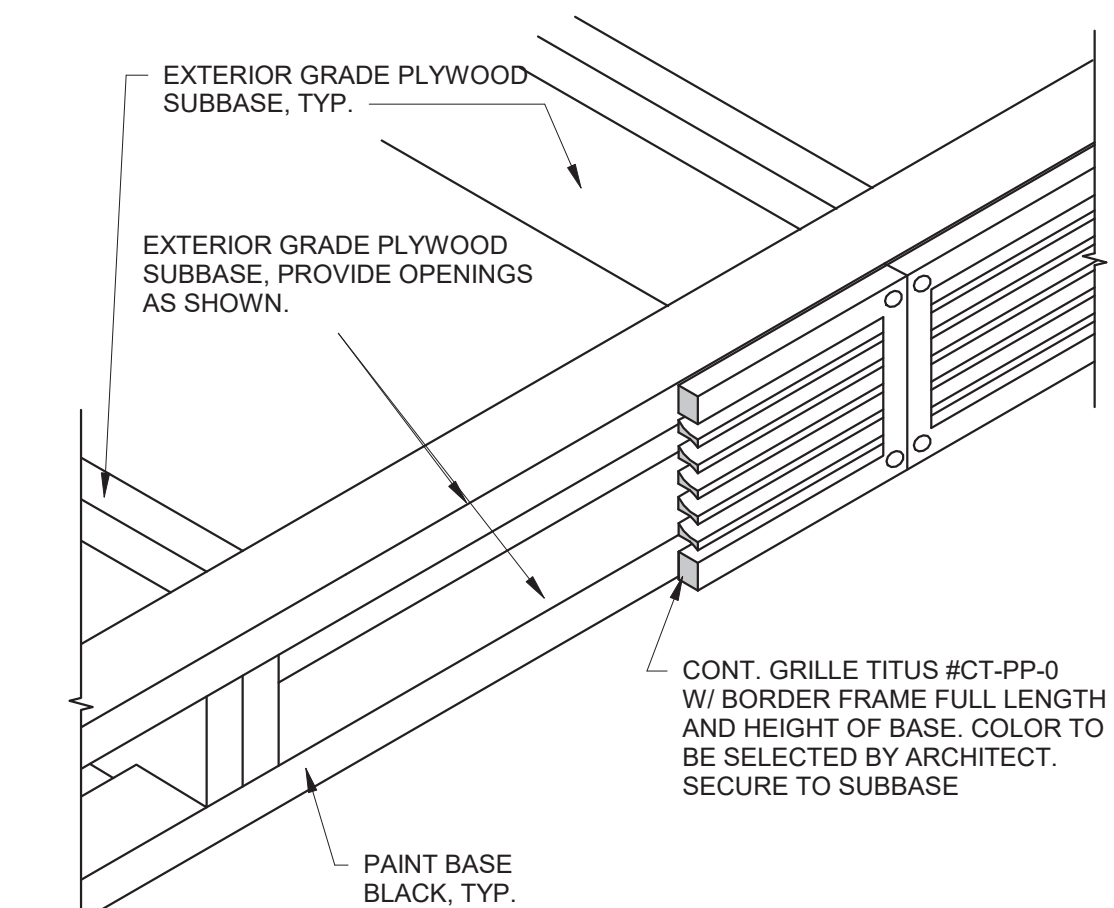 EXTERIOR GRADE PLYWOOD
SUBBASE, TYP.
EXTERIOR GRADE PLYWOOD
SUBBASE, PROVIDE OPENINGS
AS SHOWN.
CONT. GRILLE TITUS #CT-PP-0
W/ BORDER FRAME FULL LENGTH
AND HEIGHT OF BASE. COLOR TO
BE SELECTED BY ARCHITECT.
SECURE TO SUBBASE
PAINT BASE
BLACK, TYP.